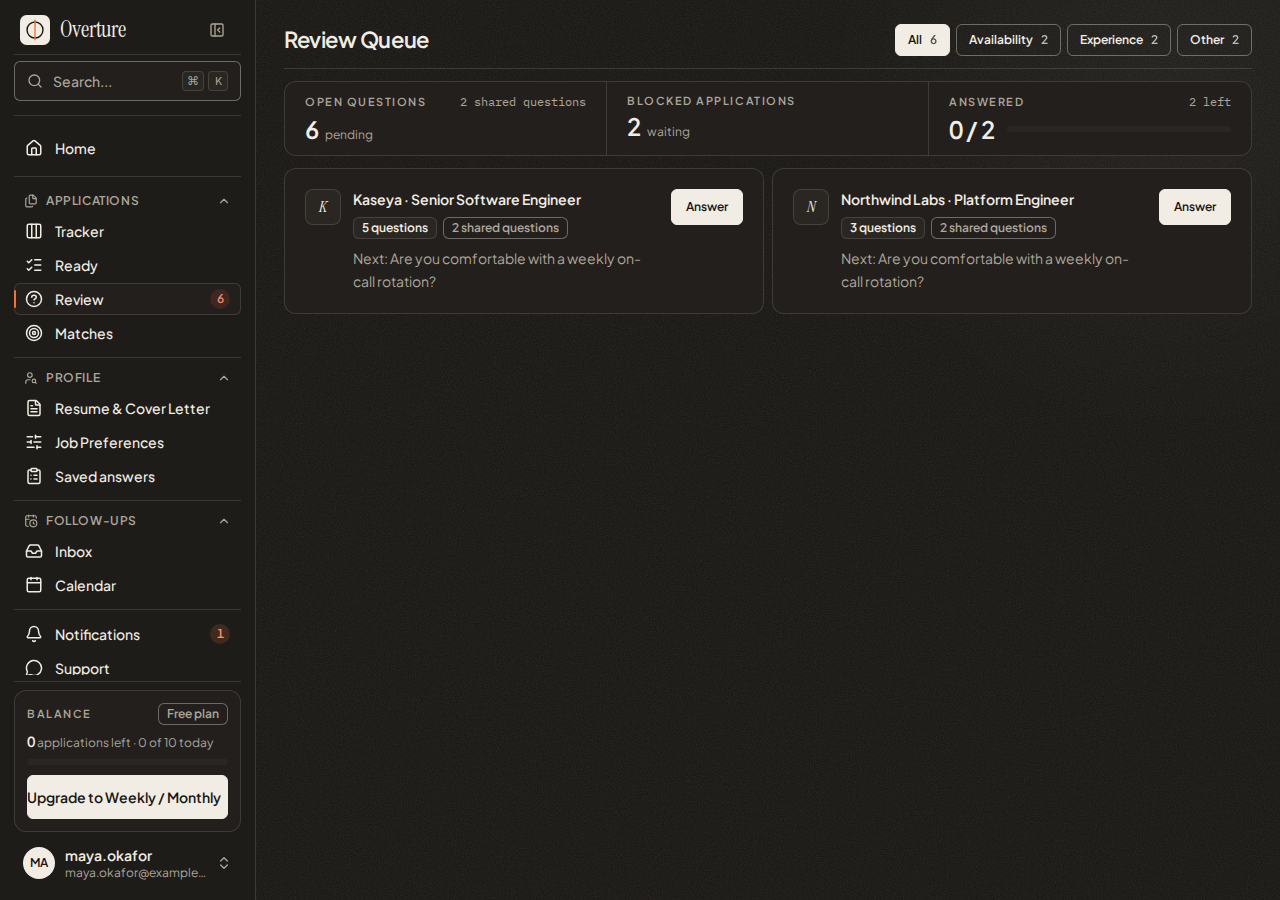 Overture
Search...
⌘ K
Home
APPLICATIONS
Tracker
Ready
Review 6
Matches
PROFILE
Resume & Cover Letter
Job Preferences
Saved answers
FOLLOW-UPS
Inbox
Calendar
Notifications 1
Support
BALANCE Free plan
0 applications left · 0 of 10 today
Upgrade to Weekly / Monthly
MA
maya.okafor
maya.okafor@example...
Review Queue
All 6 Availability 2 Experience 2 Other 2
OPEN QUESTIONS 2 shared questions
6 pending
BLOCKED APPLICATIONS
2 waiting
ANSWERED 2 left
0/2
K
Kaseya · Senior Software Engineer
5 questions 2 shared questions
Next: Are you comfortable with a weekly on-
call rotation?
Answer
N
Northwind Labs · Platform Engineer
3 questions 2 shared questions
Next: Are you comfortable with a weekly on-
call rotation?
Answer